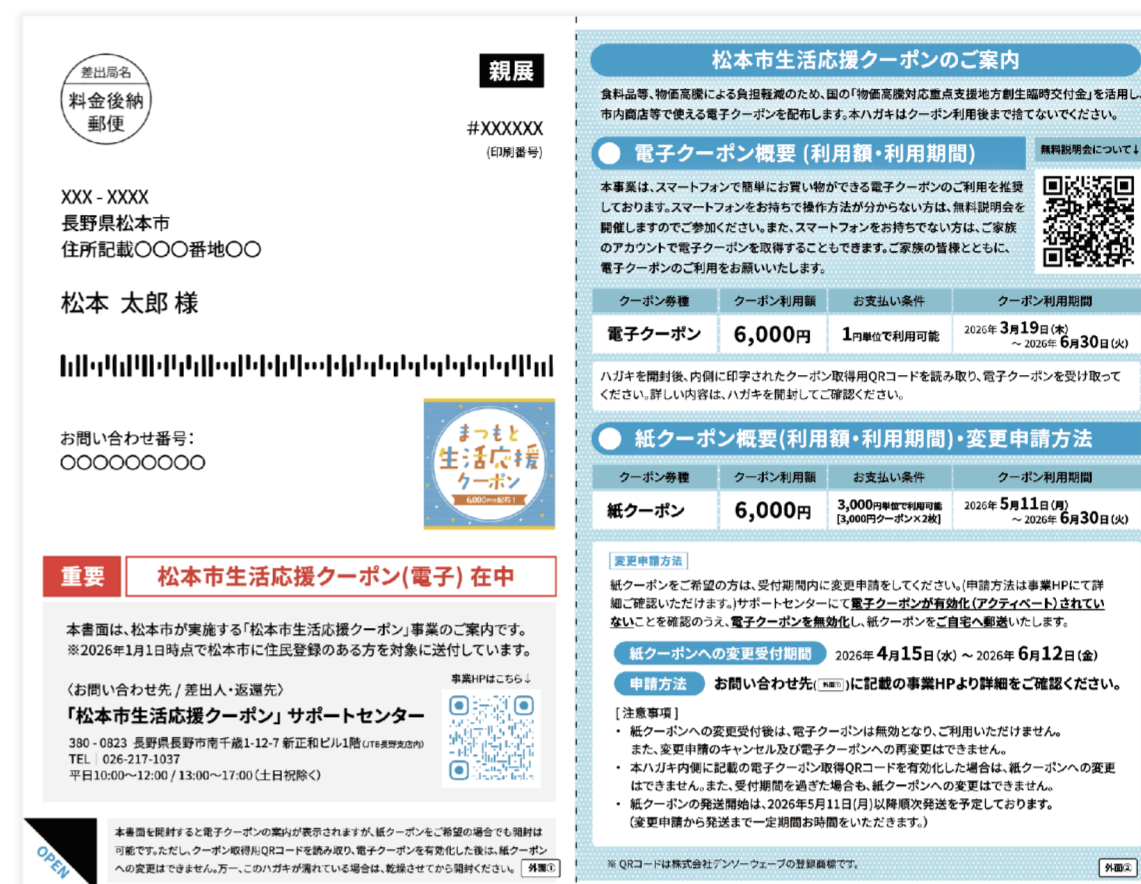 差出局名
料金後納
郵便
親展
#XXXXXX
(印刷番号)
XXX - XXXX
長野県松本市
住所記載〇〇〇番地〇〇
松本 太郎 様
お問い合わせ番号:
〇〇〇〇〇〇〇〇〇
まつもと
生活応援
クーポン
6,000円分配布!
重要
松本市生活応援クーポン(電子) 在中
本書面は、松本市が実施する「松本市生活応援クーポン」事業のご案内です。
※2026年1月1日時点で松本市に住民登録のある方を対象に送付しています。
事業HPはこちら↓
〈お問い合わせ先 / 差出人・返還先〉
「松本市生活応援クーポン」 サポートセンター
380 - 0823 長野県長野市南千歳1-12-7 新正和ビル1階(JTB長野支店内)
TEL│026-217-1037
平日10:00〜12:00 / 13:00〜17:00(土日祝除く)
OPEN
本書面を開封すると電子クーポンの案内が表示されますが、紙クーポンをご希望の場合でも開封は
可能です。ただし、クーポン取得用QRコードを読み取り、電子クーポンを有効化した後は、紙クーポン
への変更はできません。万一、このハガキが濡れている場合は、乾燥させてから開封ください。
外面①
松本市生活応援クーポンのご案内
食料品等、物価高騰による負担軽減のため、国の「物価高騰対応重点支援地方創生臨時交付金」を活用し、
市内商店等で使える電子クーポンを配布します。本ハガキはクーポン利用後まで捨てないでください。
電子クーポン概要 (利用額・利用期間)
無料説明会について↓
本事業は、スマートフォンで簡単にお買い物ができる電子クーポンのご利用を推奨
しております。スマートフォンをお持ちで操作方法が分からない方は、無料説明会を
開催しますのでご参加ください。また、スマートフォンをお持ちでない方は、ご家族
のアカウントで電子クーポンを取得することもできます。ご家族の皆様とともに、
電子クーポンのご利用をお願いいたします。
クーポン券種 クーポン利用額 お支払い条件 クーポン利用期間
電子クーポン 6,000円 1円単位で利用可能 2026年 3月19日(木)
〜 2026年 6月30日(火)
ハガキを開封後、内側に印字されたクーポン取得用QRコードを読み取り、電子クーポンを受け取って
ください。詳しい内容は、ハガキを開封してご確認ください。
紙クーポン概要(利用額・利用期間)・変更申請方法
クーポン券種 クーポン利用額 お支払い条件 クーポン利用期間
紙クーポン 6,000円 3,000円単位で利用可能 2026年 5月11日(月)
[3,000円クーポン×2枚] 〜 2026年 6月30日(火)
変更申請方法
紙クーポンをご希望の方は、受付期間内に変更申請をしてください。(申請方法は事業HPにて詳
細ご確認いただけます。)サポートセンターにて電子クーポンが有効化(アクティベート)されてい
ないことを確認のうえ、電子クーポンを無効化し、紙クーポンをご自宅へ郵送いたします。
紙クーポンへの変更受付期間 2026年 4月15日(水) 〜 2026年 6月12日(金)
申請方法 お問い合わせ先(外面①)に記載の事業HPより詳細をご確認ください。
[ 注意事項 ]
・ 紙クーポンへの変更受付後は、電子クーポンは無効となり、ご利用いただけません。
また、変更申請のキャンセル及び電子クーポンへの再変更はできません。
・ 本ハガキ内側に記載の電子クーポン取得QRコードを有効化した場合は、紙クーポンへの変更
はできません。また、受付期間を過ぎた場合も、紙クーポンへの変更はできません。
・ 紙クーポンの発送開始は、2026年5月11日(月)以降順次発送を予定しております。
(変更申請から発送まで一定期間お時間をいただきます。)
※ QRコードは株式会社デンソーウェーブの登録商標です。
外面②